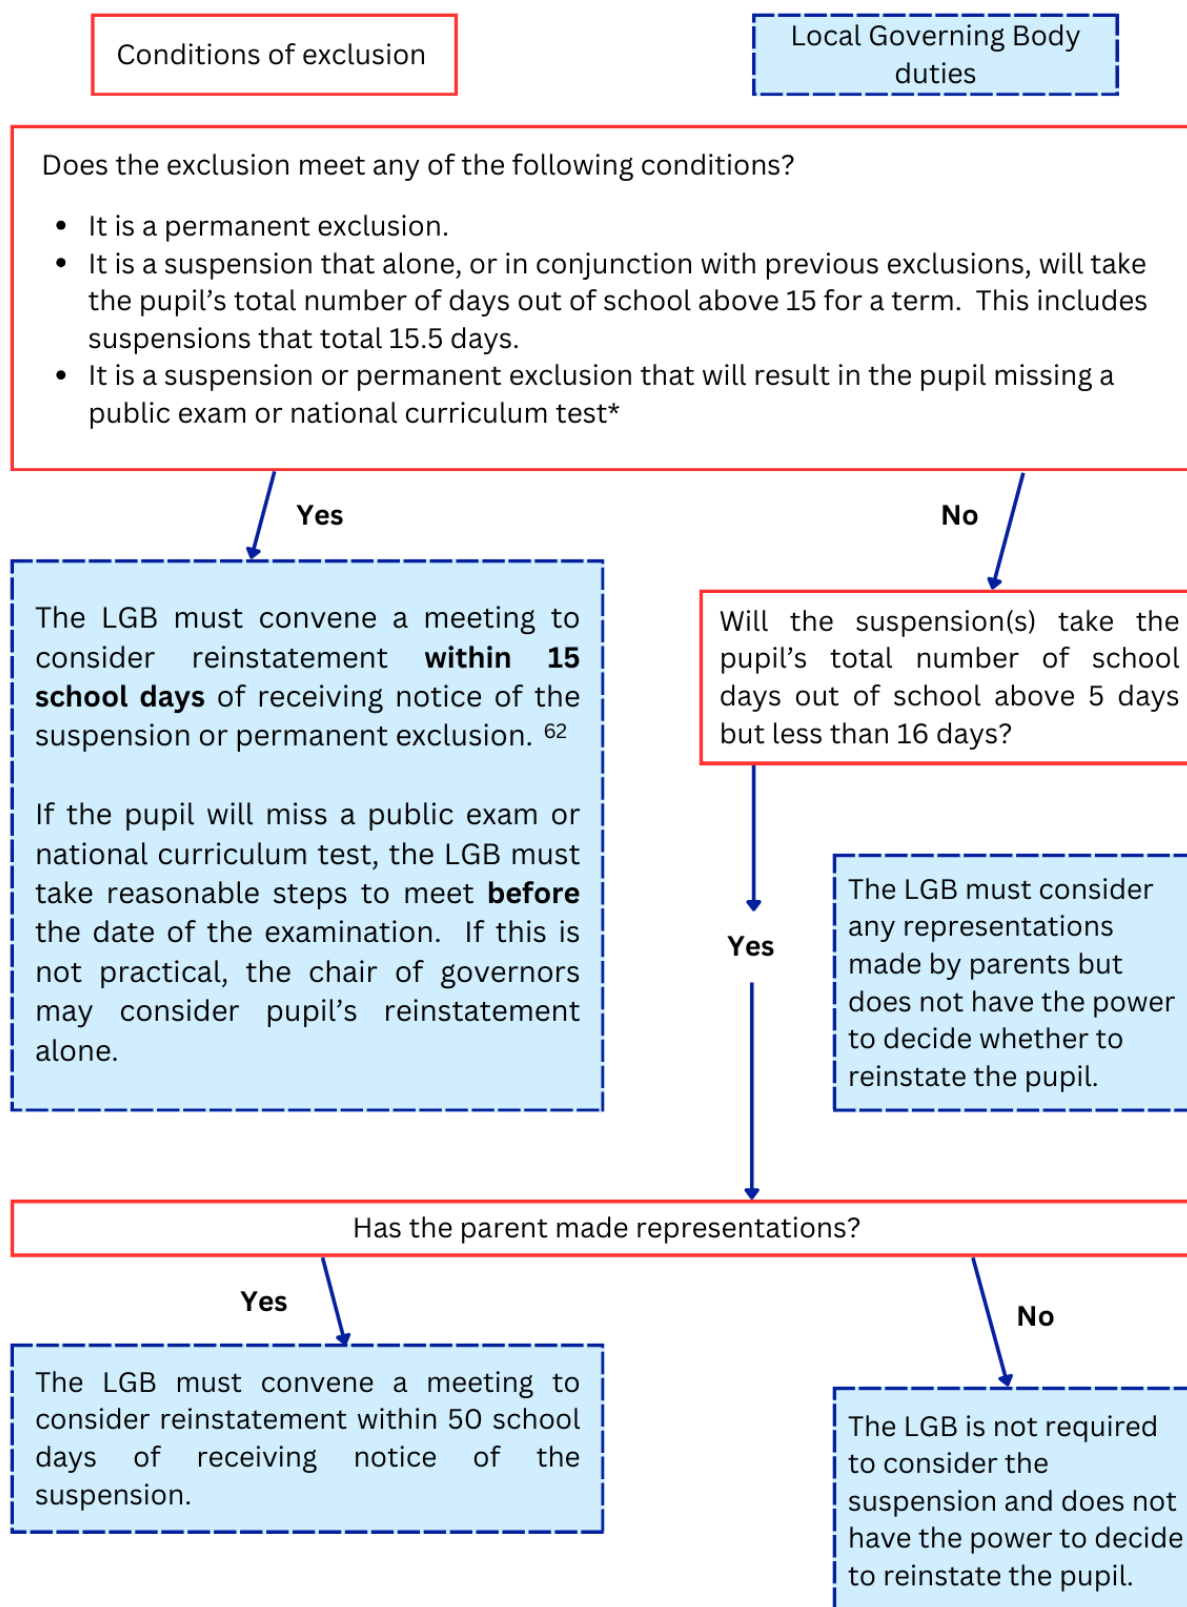 Conditions of exclusion
Local Governing Body
duties
Does the exclusion meet any of the following conditions?
• It is a permanent exclusion.
• It is a suspension that alone, or in conjunction with previous exclusions, will take
the pupil’s total number of days out of school above 15 for a term. This includes
suspensions that total 15.5 days.
• It is a suspension or permanent exclusion that will result in the pupil missing a
public exam or national curriculum test*
Yes
No
The LGB must convene a meeting to
consider reinstatement within 15
school days of receiving notice of the
suspension or permanent exclusion. 62
If the pupil will miss a public exam or
national curriculum test, the LGB must
take reasonable steps to meet before
the date of the examination. If this is
not practical, the chair of governors
may consider pupil’s reinstatement
alone.
Will the suspension(s) take the
pupil’s total number of school
days out of school above 5 days
but less than 16 days?
Yes
The LGB must consider
any representations
made by parents but
does not have the power
to decide whether to
reinstate the pupil.
Has the parent made representations?
Yes
No
The LGB must convene a meeting to
consider reinstatement within 50 school
days of receiving notice of the
suspension.
The LGB is not required
to consider the
suspension and does not
have the power to decide
to reinstate the pupil.